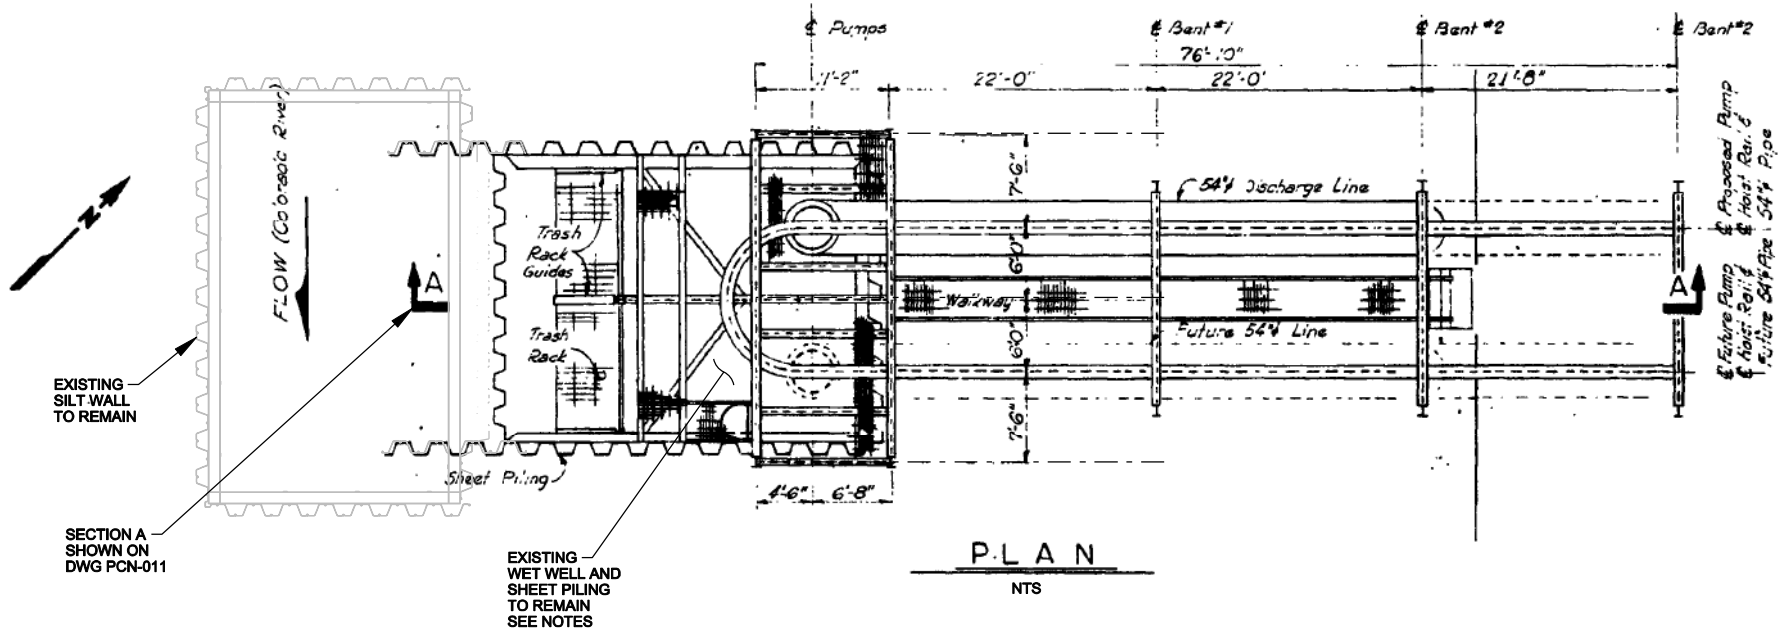 ℄ Pumps
℄ Bent #1
℄ Bent #2
℄ Bent #2
76'-10"
11'-2"
22'-0"
22'-0"
21'-8"
FLOW (Colorado River)
N
7'-6"
6'-0"
6'-0"
7'-6"
54"ϕ Discharge Line
Trash
Rack
Guides
Walkway
Future 54"ϕ Line
Trash
Rack
A
A
℄ Proposed Pump
℄ Hoist Rail &
54"ϕ Pipe
℄ Future Pump
℄ Hoist Rail &
Future 54"ϕ Pipe
EXISTING
SILT WALL
TO REMAIN
Sheet Piling
4'-6"
6'-8"
SECTION A
SHOWN ON
DWG PCN-011
EXISTING
WET WELL AND
SHEET PILING
TO REMAIN
SEE NOTES
PLAN
NTS